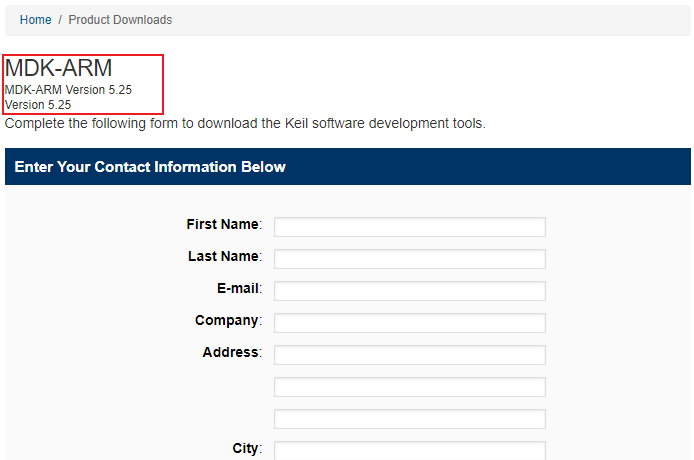 Home / Product Downloads
MDK-ARM
MDK-ARM Version 5.25
Version 5.25
Complete the following form to download the Keil software development tools.
Enter Your Contact Information Below
First Name:
Last Name:
E-mail:
Company:
Address:
City: